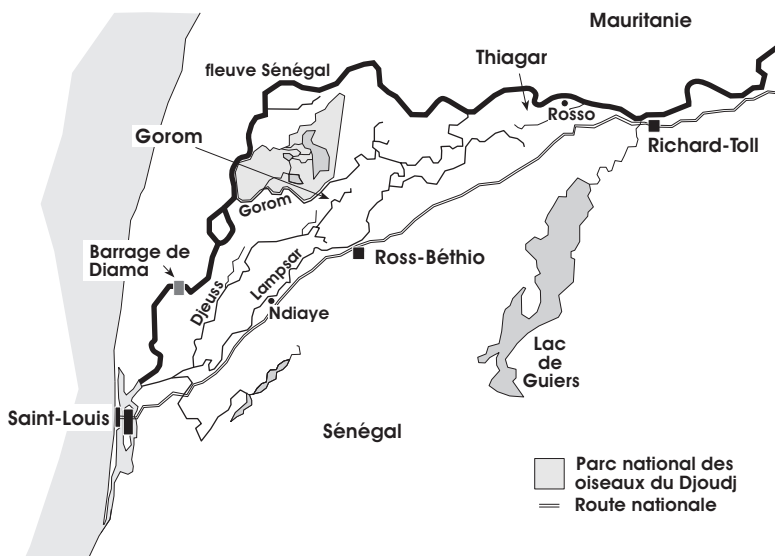 Mauritanie
Thiagar
fleuve Sénégal
Rosso
Gorom
Richard-Toll
Gorom
Barrage de
Diama
Ross-Béthio
Lampsar
Djeuss
Ndiaye
Lac
de
Guiers
Saint-Louis
Sénégal
Parc national des
oiseaux du Djoudj
Route nationale